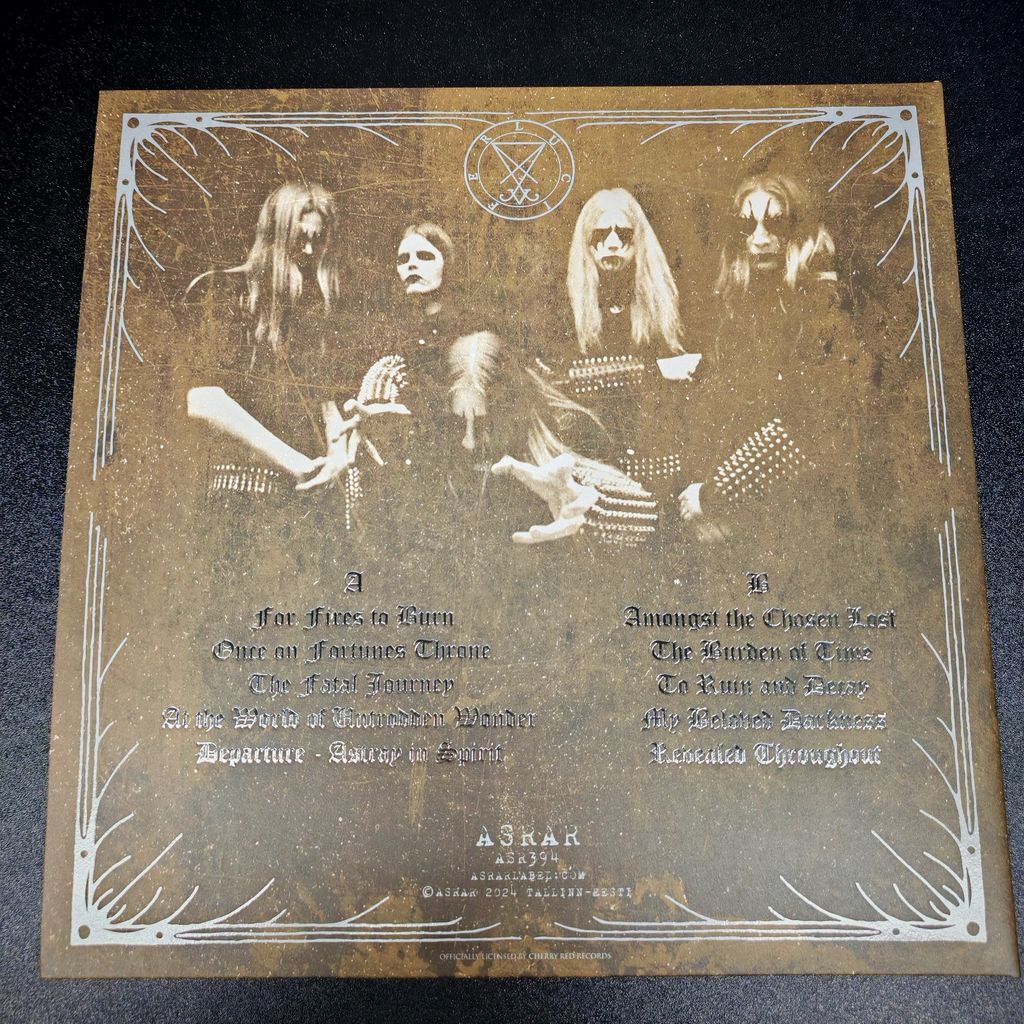 L U C I F E R
A
For Fires to Burn
Once on Fortunes Throne
The Fatal Journey
At the World of Untrodden Wonder
Departure - Astray in Spirit
B
Amongst the Chosen Lost
The Burden of Time
To Ruin and Decay
My Beloved Darkness
Revealed Throughout
ASRAR
ASR394
ASRARLABEL.COM
©ASRAR 2024 TALLINN-EESTI
OFFICIALLY LICENSED BY CHERRY RED RECORDS